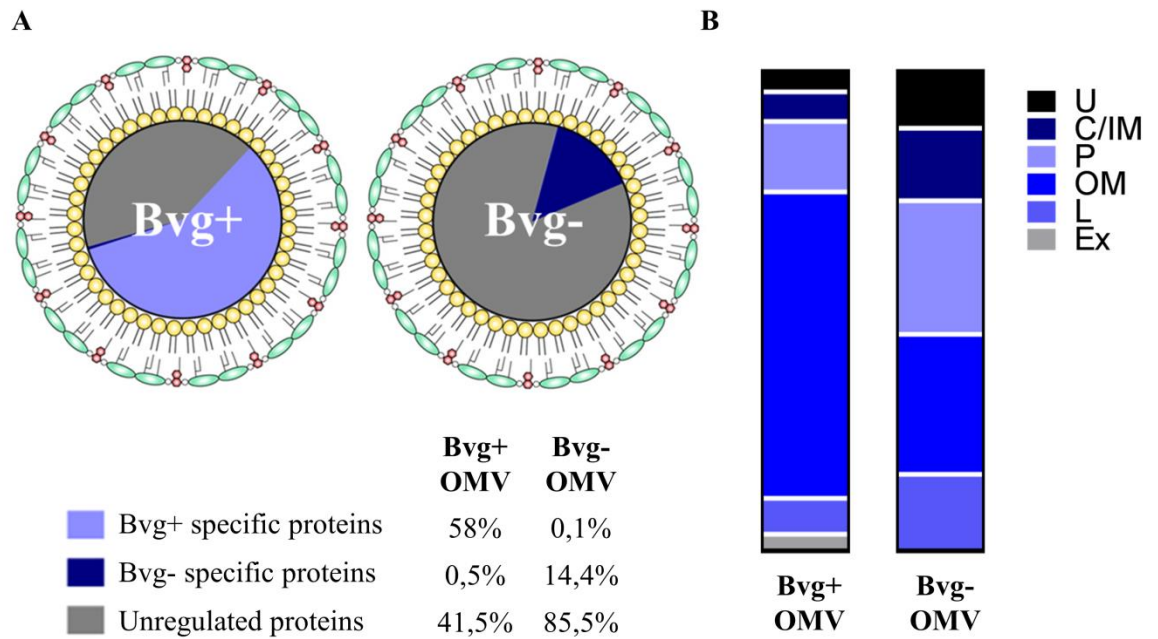 A
B
Bvg+
Bvg-
U
C/IM
P
OM
L
Ex
Bvg+ Bvg-
OMV OMV
Bvg+ specific proteins 58% 0,1%
Bvg- specific proteins 0,5% 14,4%
Unregulated proteins 41,5% 85,5%
Bvg+ Bvg-
OMV OMV